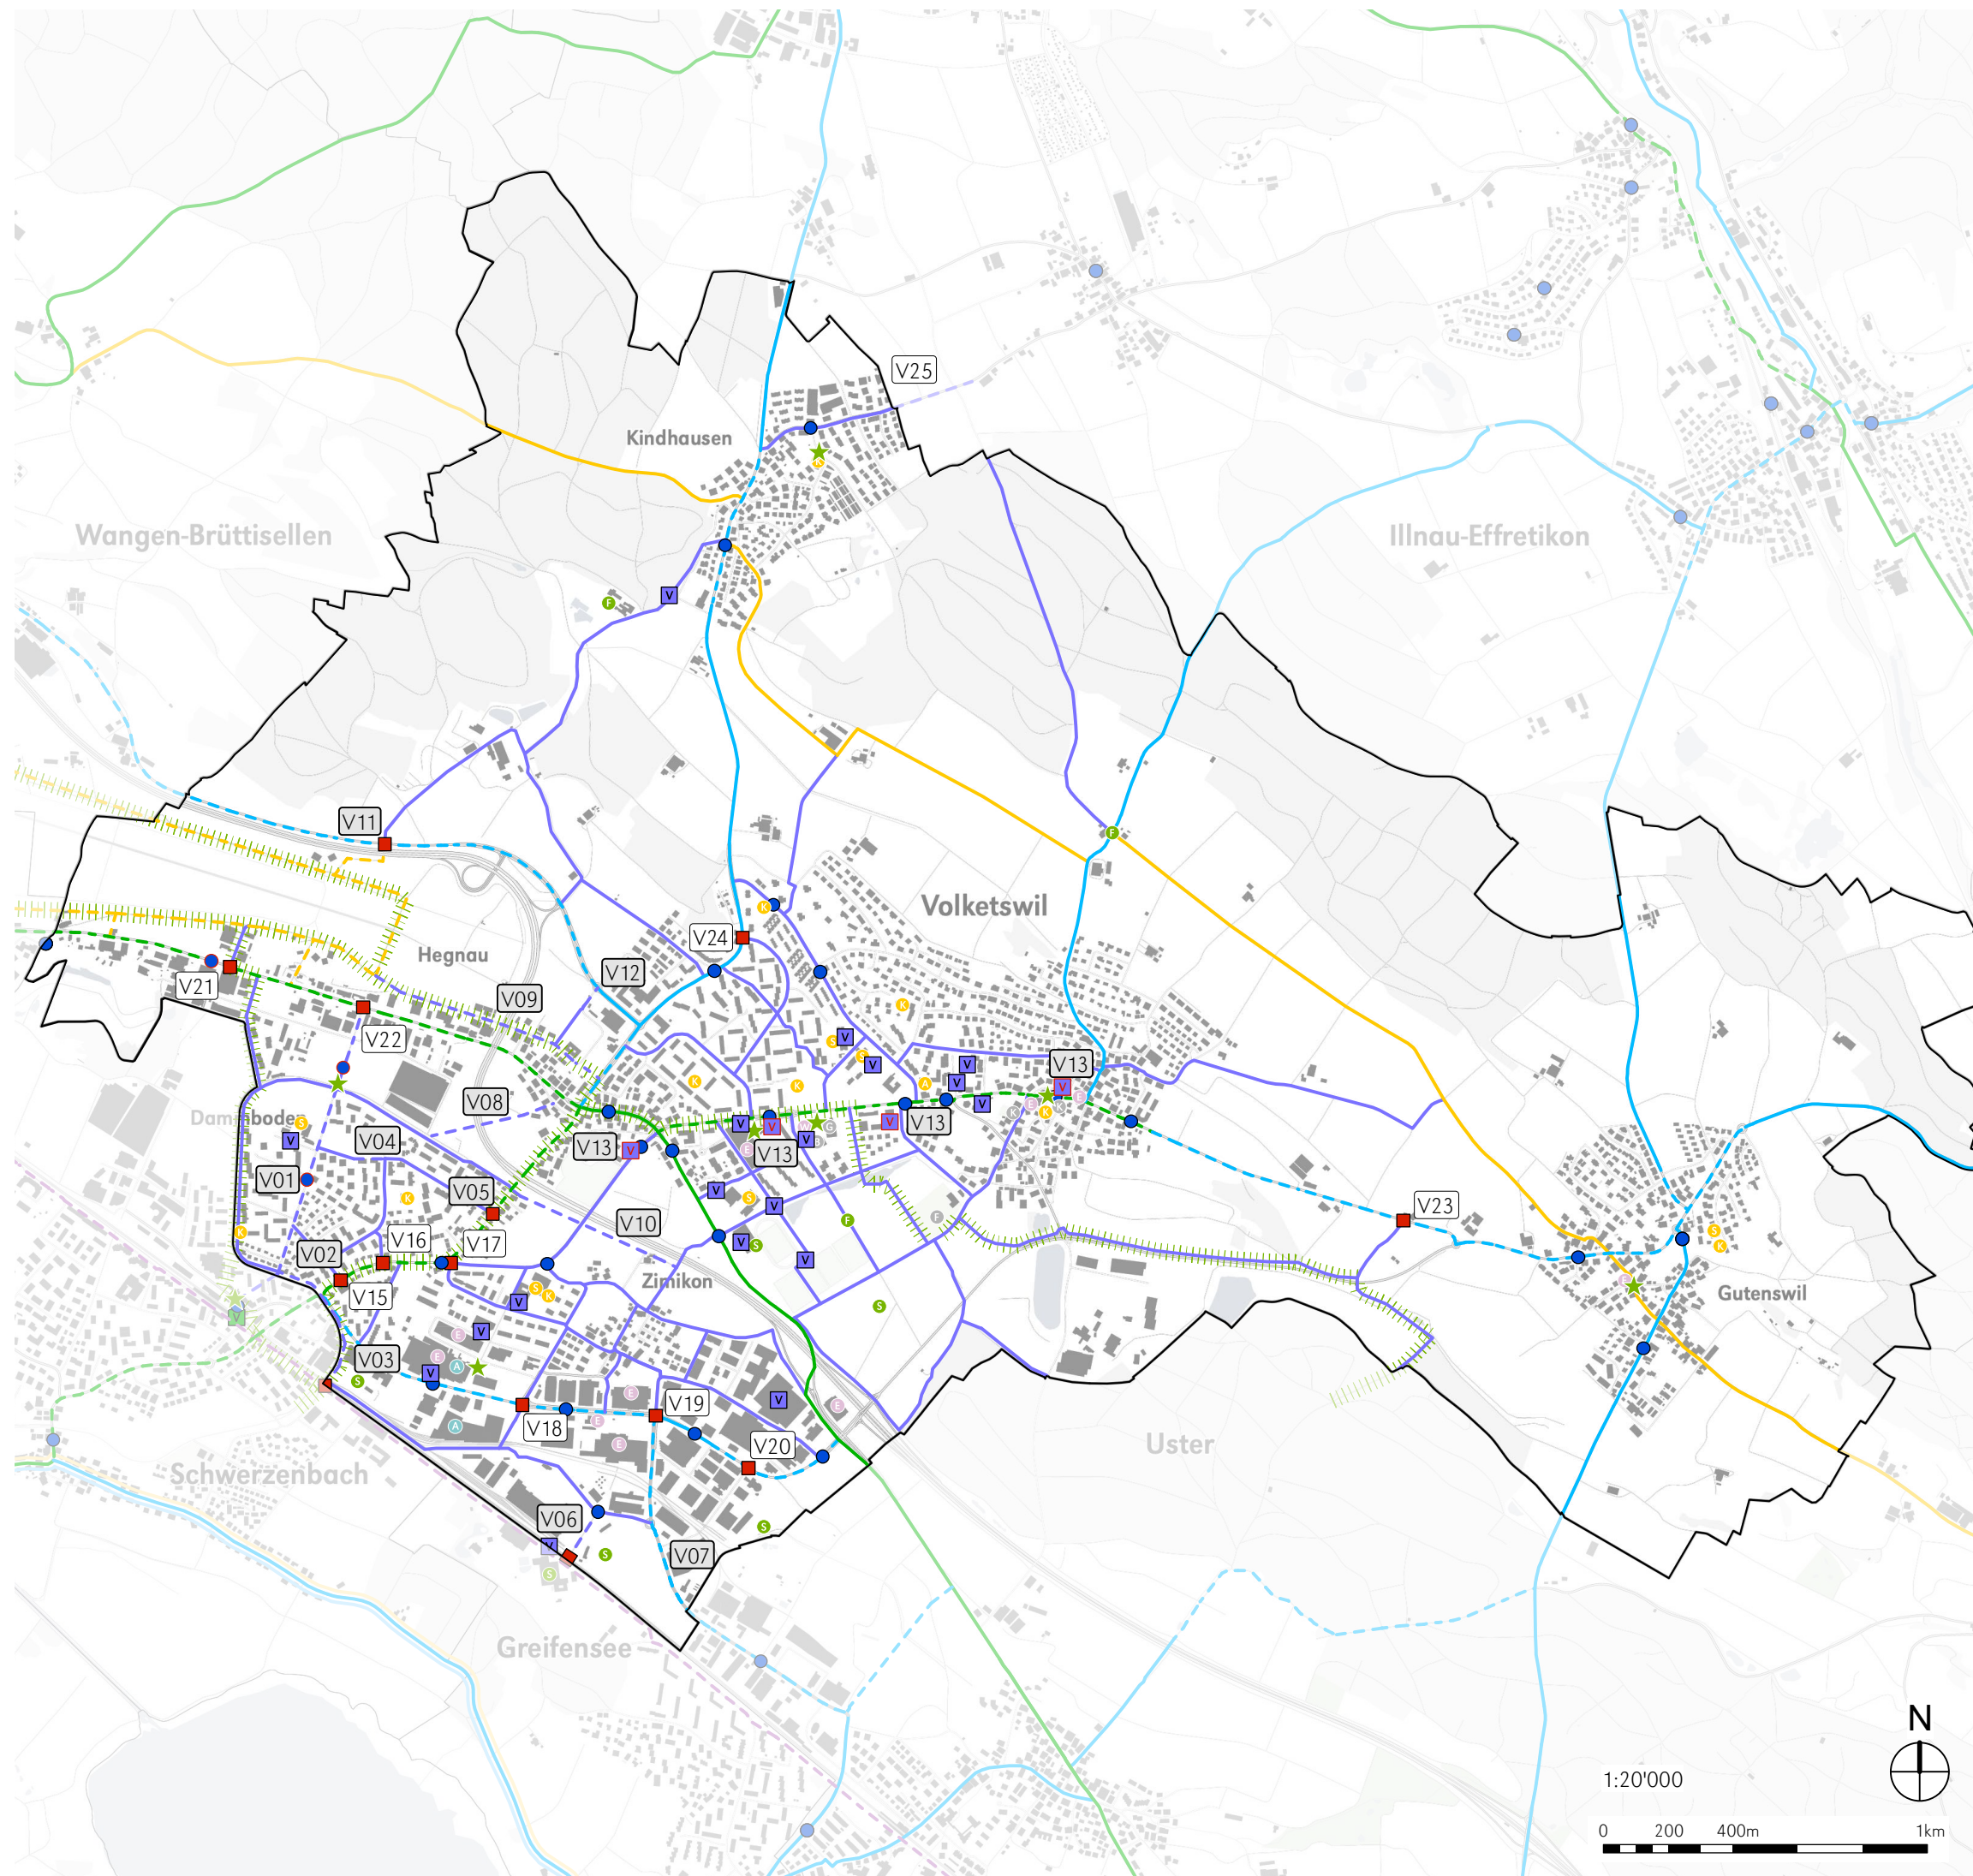 V25
Kindhausen
K
Wangen-Brüttisellen
Illnau-Effretikon
V
F
V11
F
Volketswil
K
V24
Hegnau
V12
V21
V09
K
V22
V
S
V
V13
V
V
V08
K
K
A
V
E
K
K
E
K
V
Dammboden
S
V
V04
V13
V
V
V
W
G
V
V
V13
E
V13
V01
V05
K
V
S
V
V23
V10
F
F
K
V16
V17
V
S
S
K
V02
Zimikon
S
K
E
Gutenswil
V15
V
S
V
E
V
V03
E
A
V
S
E
V
V19
E
A
V18
E
E
V20
Uster
Schwerzenbach
V06
S
V
S
V07
S
Greifensee
N
1:20'000
0 200 400m 1km